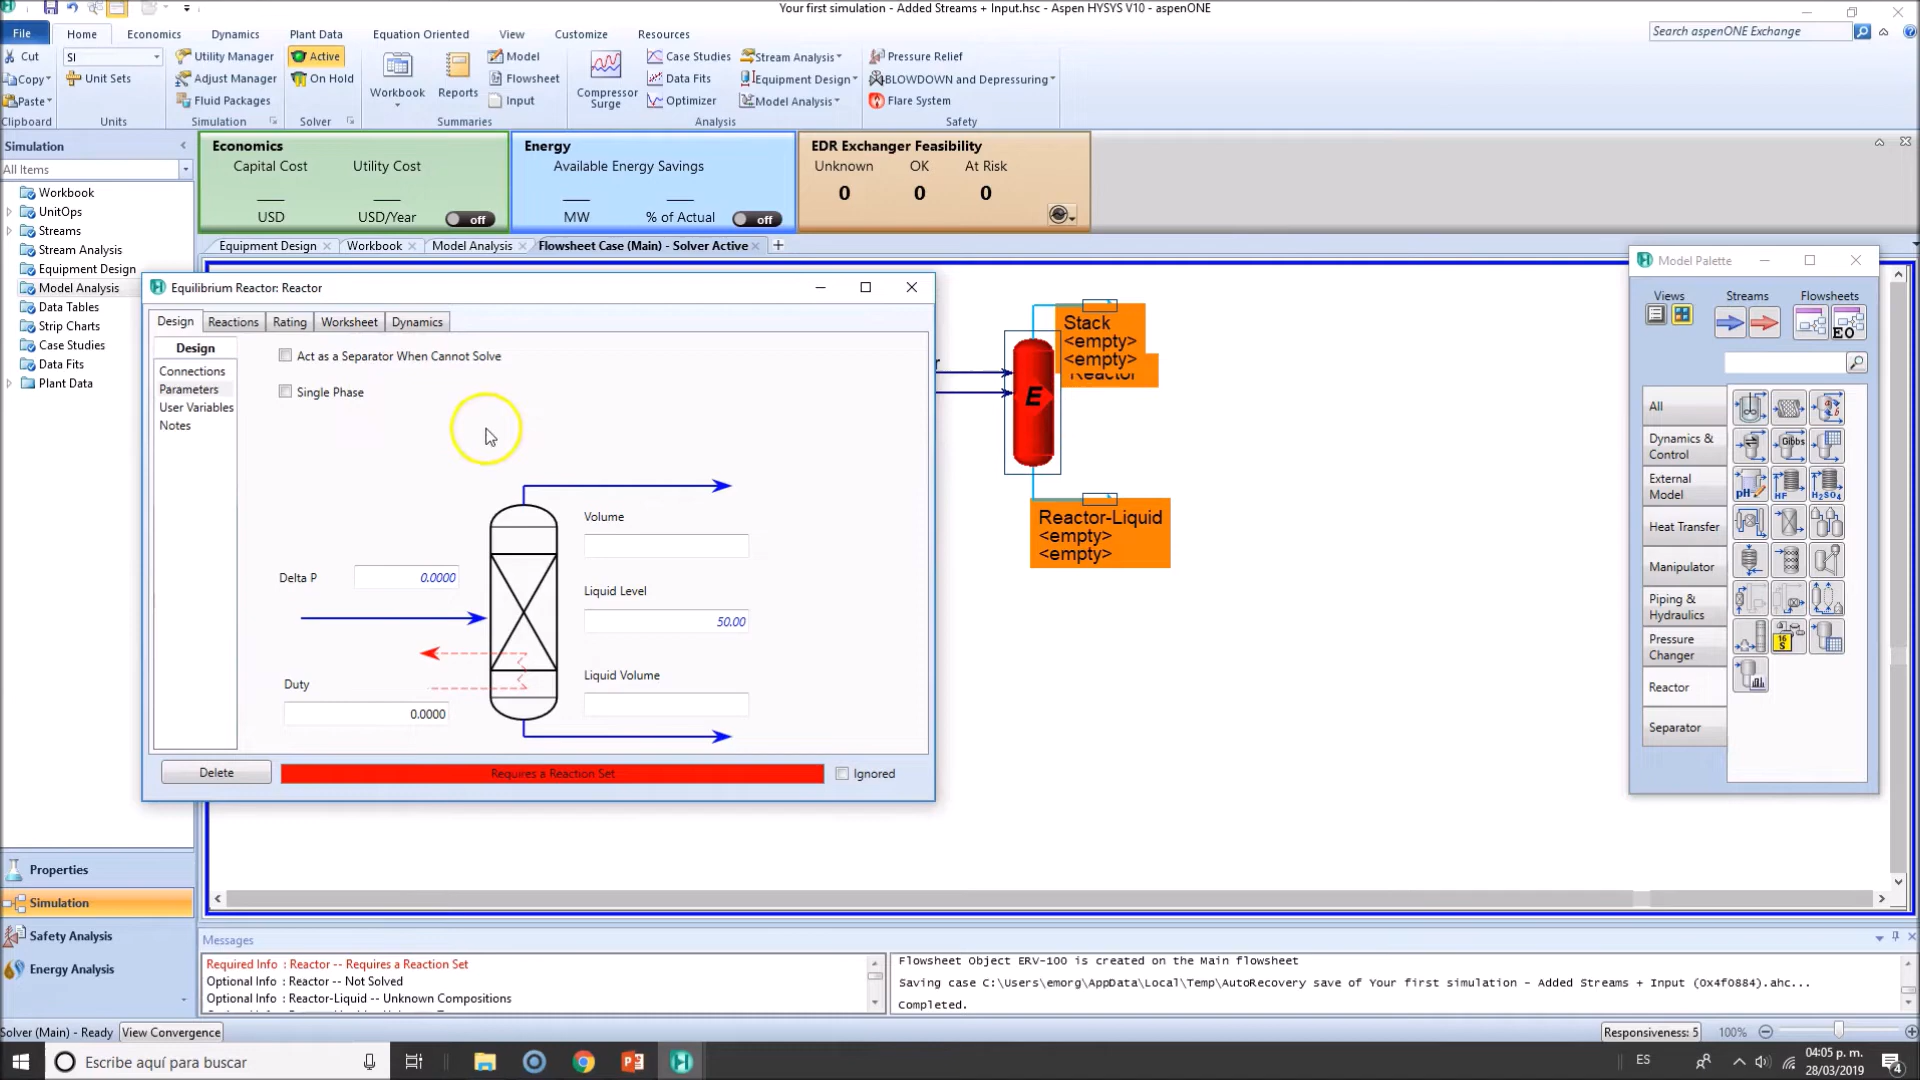 Your first simulation - Added Streams + Input.hsc - Aspen HYSYS V10 - aspenONE
File
Home
Economics
Dynamics
Plant Data
Equation Oriented
View
Customize
Resources
Search aspenONE Exchange
Cut
Copy
Paste
Clipboard
SI
Unit Sets
Units
Utility Manager
Adjust Manager
Fluid Packages
Simulation
Active
On Hold
Solver
Workbook
Reports
Model
Flowsheet
Input
Summaries
Compressor
Surge
Case Studies
Data Fits
Optimizer
Stream Analysis
Equipment Design
Model Analysis
Analysis
Pressure Relief
BLOWDOWN and Depressuring
Flare System
Safety
Simulation
All Items
Workbook
UnitOps
Streams
Stream Analysis
Equipment Design
Model Analysis
Data Tables
Strip Charts
Case Studies
Data Fits
Plant Data
Economics
Capital Cost
Utility Cost
USD
USD/Year
off
Energy
Available Energy Savings
MW
% of Actual
off
EDR Exchanger Feasibility
Unknown
OK
At Risk
0
0
0
Equipment Design
Workbook
Model Analysis
Flowsheet Case (Main) - Solver Active
Equilibrium Reactor: Reactor
Design
Reactions
Rating
Worksheet
Dynamics
Design
Connections
Parameters
User Variables
Notes
Act as a Separator When Cannot Solve
Single Phase
Volume
Delta P
0.0000
Liquid Level
50.00
Liquid Volume
Duty
0.0000
Delete
Requires a Reaction Set
Ignored
Stack
<empty>
<empty>
Reactor
E
Reactor-Liquid
<empty>
<empty>
Model Palette
Views
Streams
Flowsheets
EO
All
Dynamics &
Control
External
Model
Heat Transfer
Manipulator
Piping &
Hydraulics
Pressure
Changer
Reactor
Separator
Gibbs
pH
HF
H2SO4
Properties
Simulation
Safety Analysis
Energy Analysis
Messages
Required Info : Reactor -- Requires a Reaction Set
Optional Info : Reactor -- Not Solved
Optional Info : Reactor-Liquid -- Unknown Compositions
Flowsheet Object ERV-100 is created on the Main flowsheet
Saving case C:\Users\emorg\AppData\Local\Temp\AutoRecovery save of Your first simulation - Added Streams + Input (0x4f0884).ahc...
Completed.
Solver (Main) - Ready
View Convergence
Responsiveness: 5
100%
Escribe aquí para buscar
ES
04:05 p. m.
28/03/2019
4